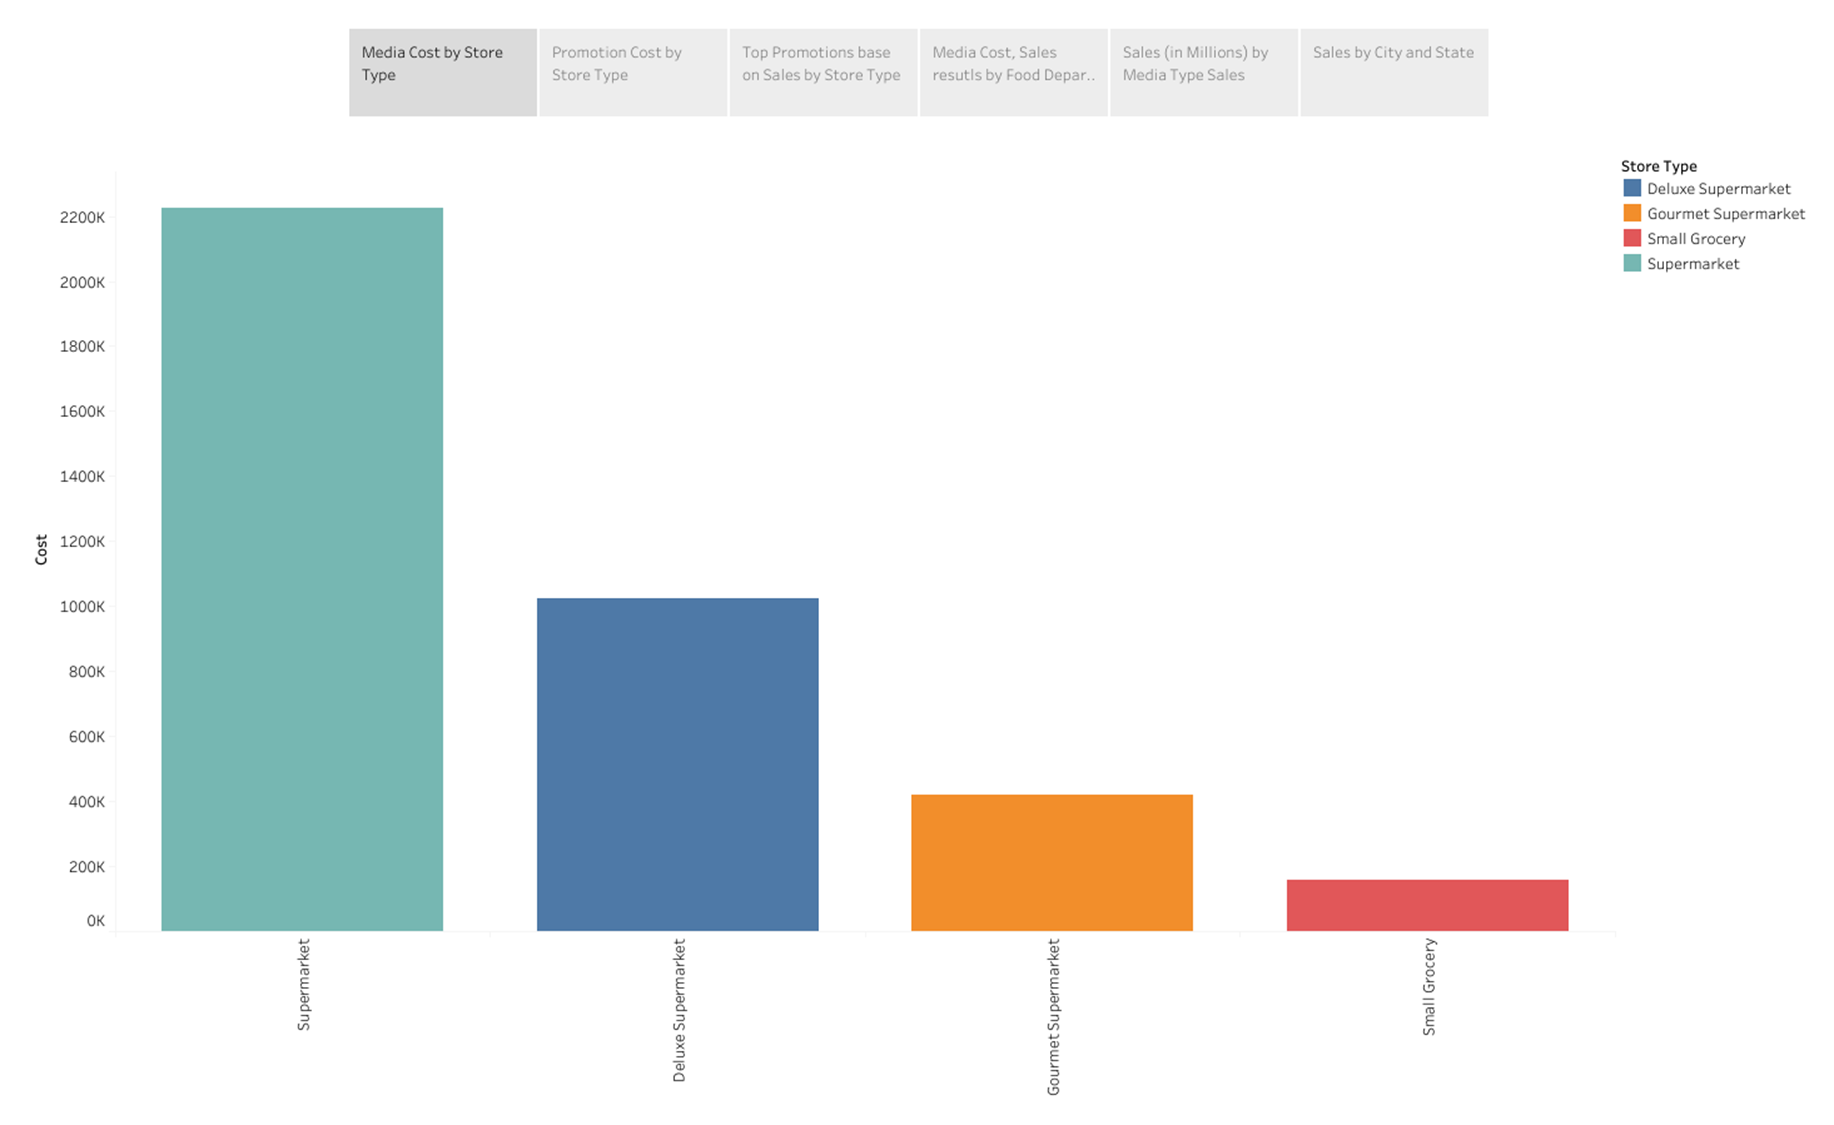 Media Cost by Store
Type
Promotion Cost by
Store Type
Top Promotions base
on Sales by Store Type
Media Cost, Sales
resutls by Food Depar..
Sales (in Millions) by
Media Type Sales
Sales by City and State
Store Type
Deluxe Supermarket
Gourmet Supermarket
Small Grocery
Supermarket
Cost
2200K
2000K
1800K
1600K
1400K
1200K
1000K
800K
600K
400K
200K
0K
Supermarket
Deluxe Supermarket
Gourmet Supermarket
Small Grocery